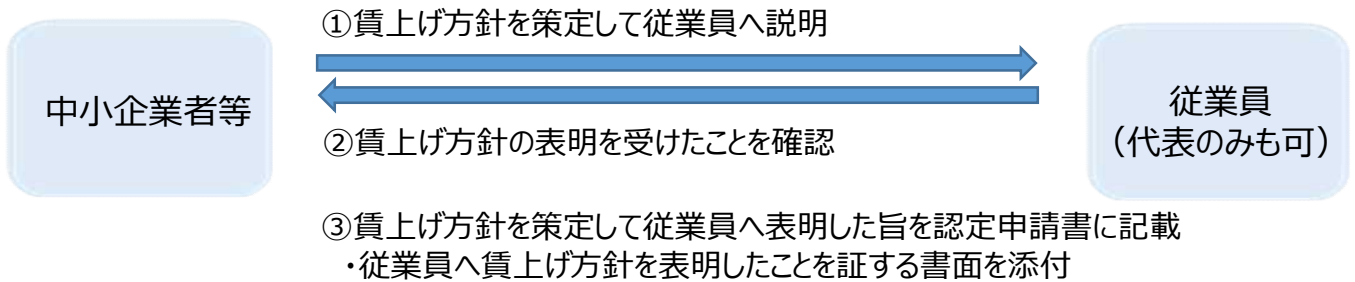 ①賃上げ方針を策定して従業員へ説明
中小企業者等
従業員
（代表のみも可）
②賃上げ方針の表明を受けたことを確認
③賃上げ方針を策定して従業員へ表明した旨を認定申請書に記載
・従業員へ賃上げ方針を表明したことを証する書面を添付